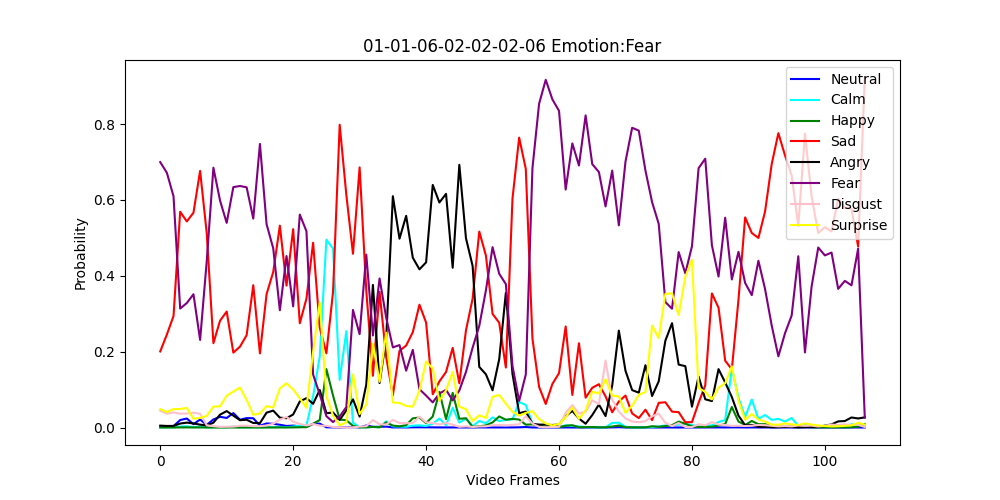 01-01-06-02-02-02-06 Emotion:Fear
Probability
0.8
0.6
0.4
0.2
0.0
0 20 40 60 80 100
Video Frames
Neutral
Calm
Happy
Sad
Angry
Fear
Disgust
Surprise